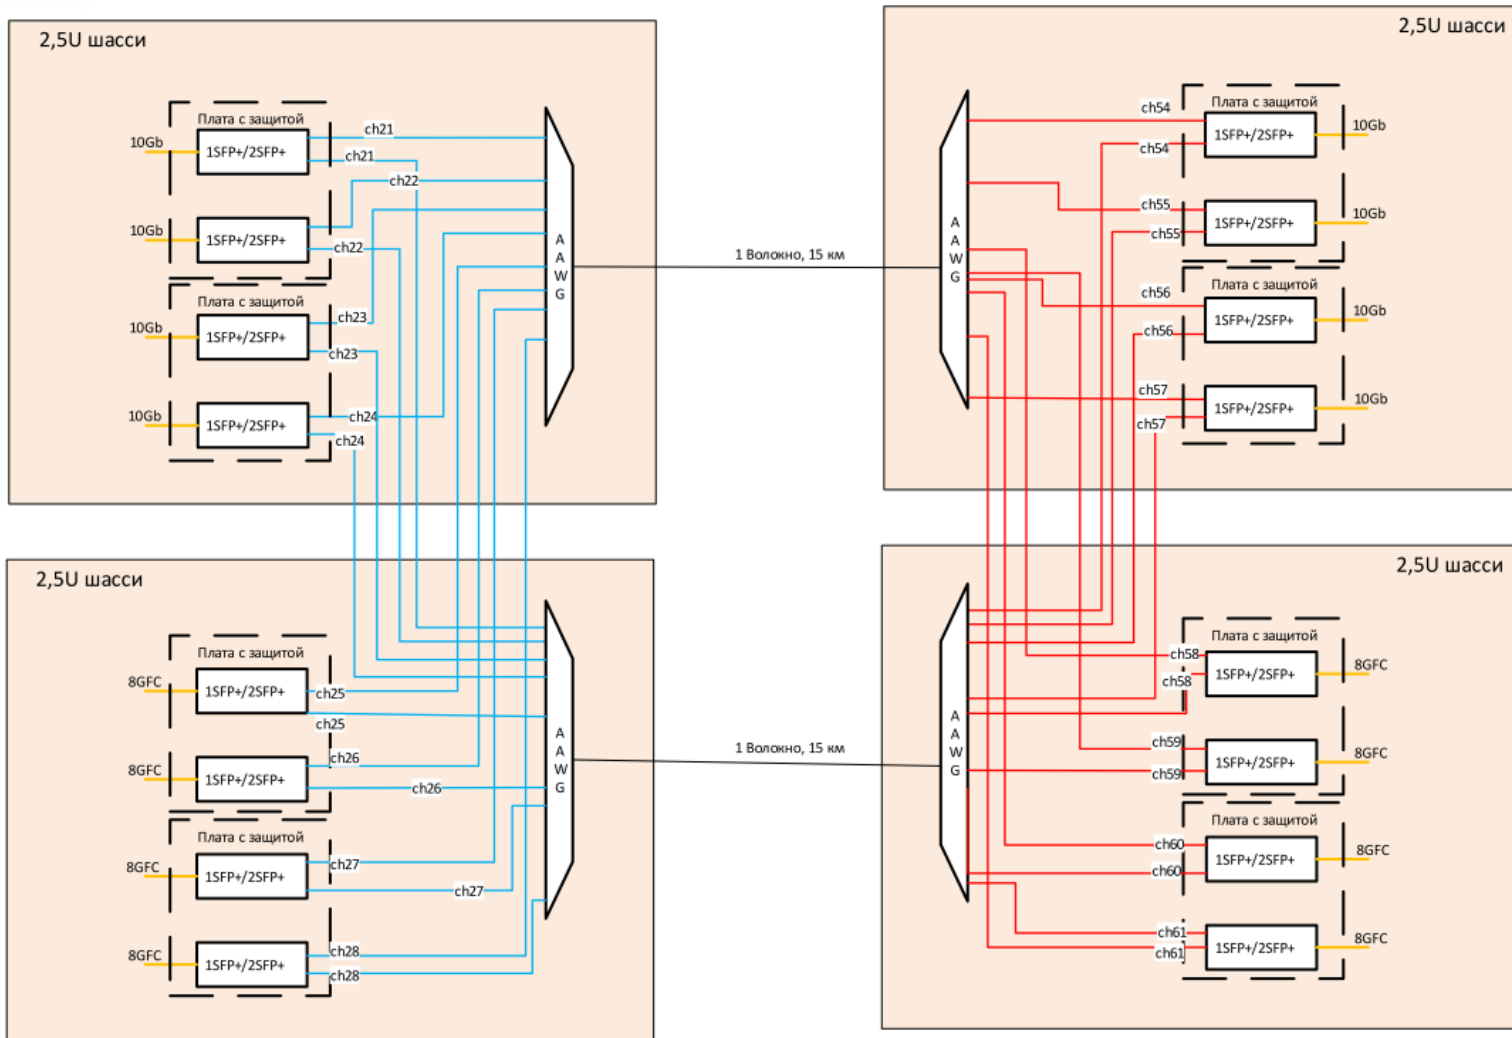 2,5U шасси
Плата с защитой
10Gb
1SFP+/2SFP+
ch21
ch21
ch22
10Gb
1SFP+/2SFP+
ch22
Плата с защитой
10Gb
1SFP+/2SFP+
ch23
ch23
10Gb
1SFP+/2SFP+
ch24
ch24
A
A
W
G
1 Волокно, 15 км
2,5U шасси
A
A
W
G
Плата с защитой
ch54
ch54
1SFP+/2SFP+
10Gb
ch55
ch55
1SFP+/2SFP+
10Gb
Плата с защитой
ch56
ch56
1SFP+/2SFP+
10Gb
ch57
ch57
1SFP+/2SFP+
10Gb
2,5U шасси
Плата с защитой
8GFC
1SFP+/2SFP+
ch25
ch25
8GFC
1SFP+/2SFP+
ch26
ch26
Плата с защитой
8GFC
1SFP+/2SFP+
ch27
ch27
8GFC
1SFP+/2SFP+
ch28
ch28
A
A
W
G
1 Волокно, 15 км
2,5U шасси
A
A
W
G
Плата с защитой
ch58
ch58
1SFP+/2SFP+
8GFC
ch59
ch59
1SFP+/2SFP+
8GFC
Плата с защитой
ch60
ch60
1SFP+/2SFP+
8GFC
ch61
ch61
1SFP+/2SFP+
8GFC